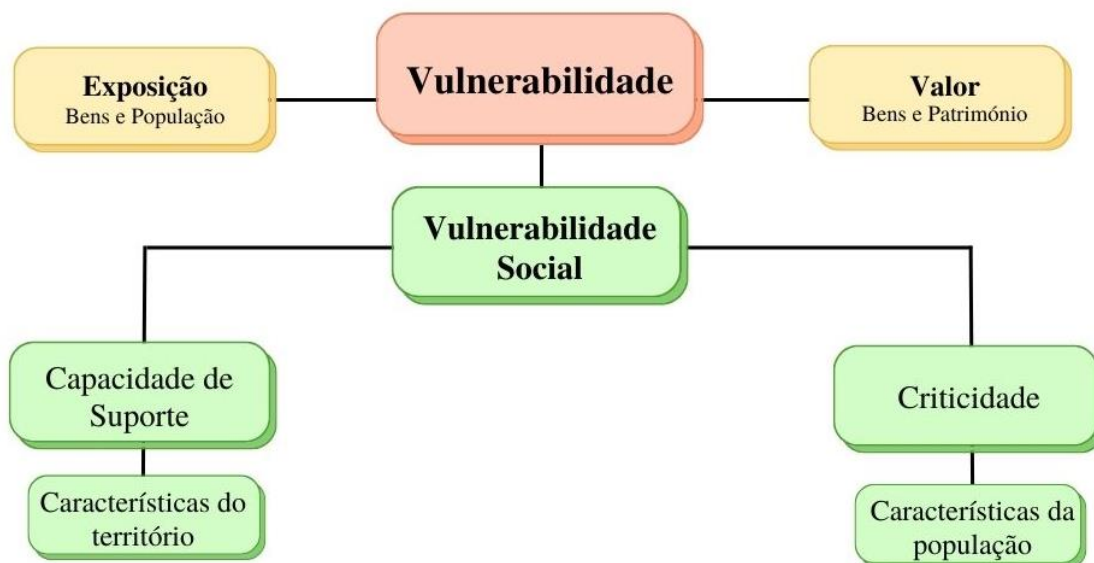 Exposição
Bens e População
Vulnerabilidade
Valor
Bens e Património
Vulnerabilidade
Social
Capacidade de
Suporte
Criticidade
Características do
território
Características da
população